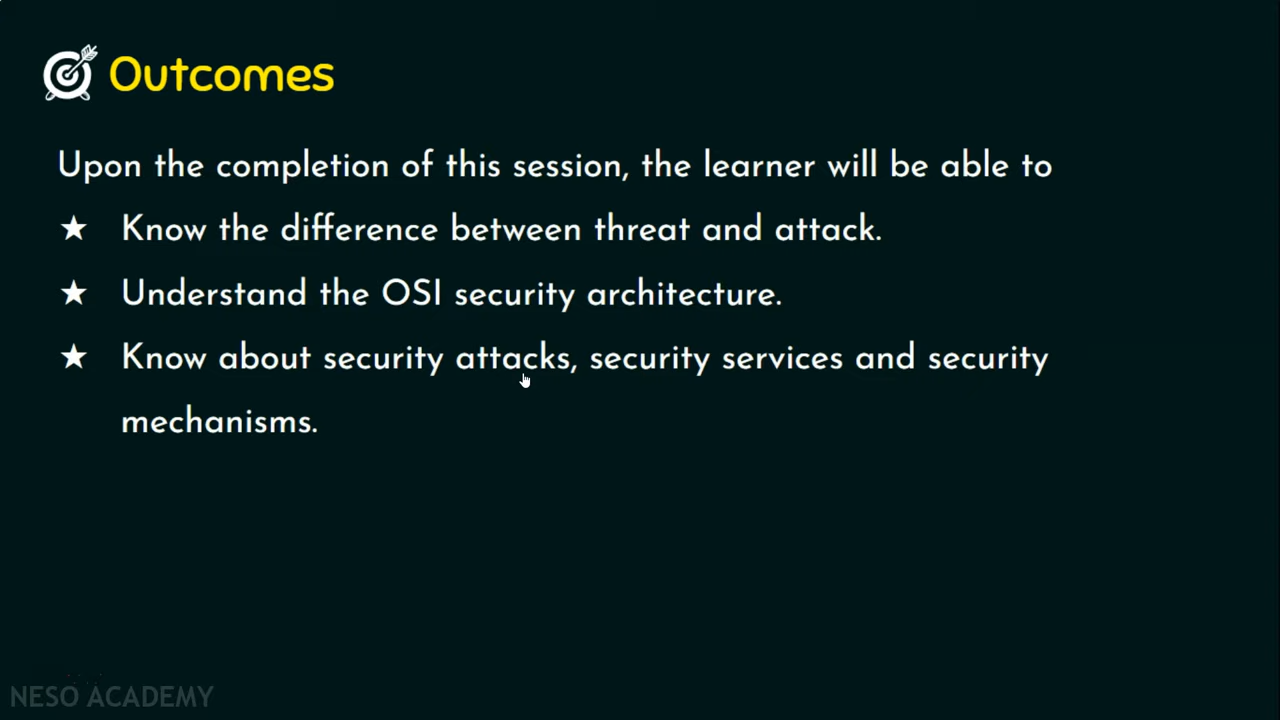 Outcomes
Upon the completion of this session, the learner will be able to
★ Know the difference between threat and attack.
★ Understand the OSI security architecture.
★ Know about security attacks, security services and security
mechanisms.
NESO ACADEMY